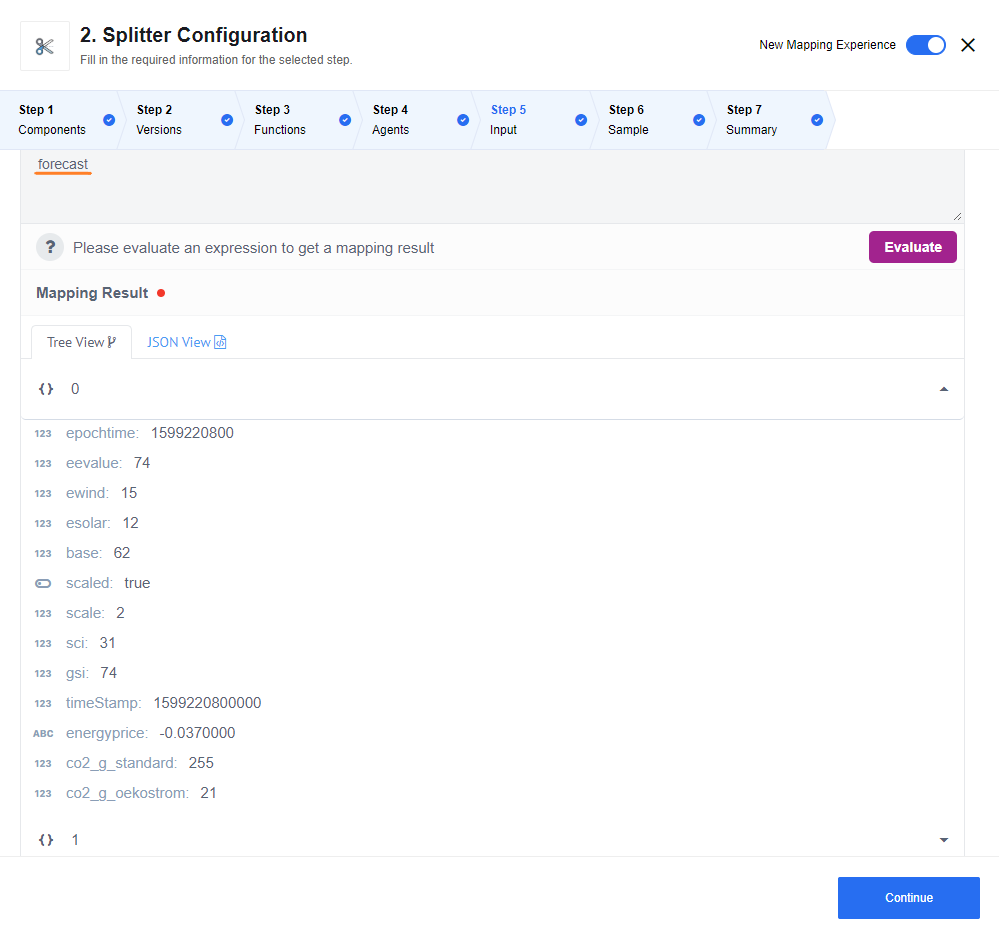 2. Splitter Configuration
Fill in the required information for the selected step.
New Mapping Experience
Step 1
Components
Step 2
Versions
Step 3
Functions
Step 4
Agents
Step 5
Input
Step 6
Sample
Step 7
Summary
forecast
? Please evaluate an expression to get a mapping result
Evaluate
Mapping Result
Tree View
JSON View
{} 0
123 epochtime: 1599220800
123 eevalue: 74
123 ewind: 15
123 esolar: 12
123 base: 62
scaled: true
123 scale: 2
123 sci: 31
123 gsi: 74
123 timeStamp: 1599220800000
ABC energyprice: -0.0370000
123 co2_g_standard: 255
123 co2_g_oekostrom: 21
{} 1
Continue